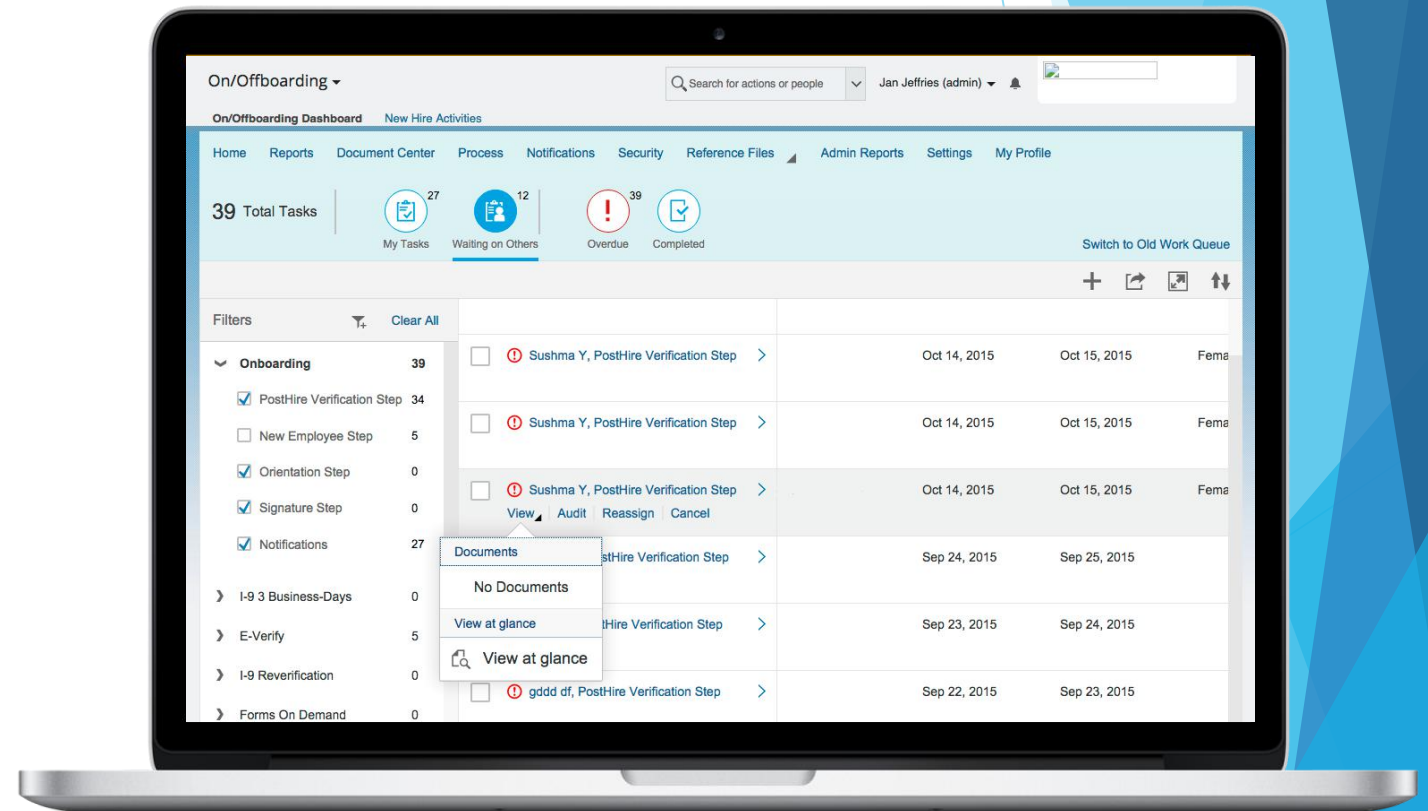 On/Offboarding
Search for actions or people
Jan Jeffries (admin)
On/Offboarding Dashboard New Hire Activities
Home Reports Document Center Process Notifications Security Reference Files Admin Reports Settings My Profile
39 Total Tasks
27
12
39
My Tasks Waiting on Others Overdue Completed
Switch to Old Work Queue
Filters Clear All
Onboarding 39
PostHire Verification Step 34
New Employee Step 5
Orientation Step 0
Signature Step 0
Notifications 27
I-9 3 Business-Days 0
E-Verify 5
I-9 Reverification 0
Forms On Demand 0
Sushma Y, PostHire Verification Step Oct 14, 2015 Oct 15, 2015 Fema
Sushma Y, PostHire Verification Step Oct 14, 2015 Oct 15, 2015 Fema
Sushma Y, PostHire Verification Step Oct 14, 2015 Oct 15, 2015 Fema
View Audit Reassign Cancel
Documents
No Documents
View at glance
View at glance
stHire Verification Step Sep 24, 2015 Sep 25, 2015
tHire Verification Step Sep 23, 2015 Sep 24, 2015
gddd df, PostHire Verification Step Sep 22, 2015 Sep 23, 2015